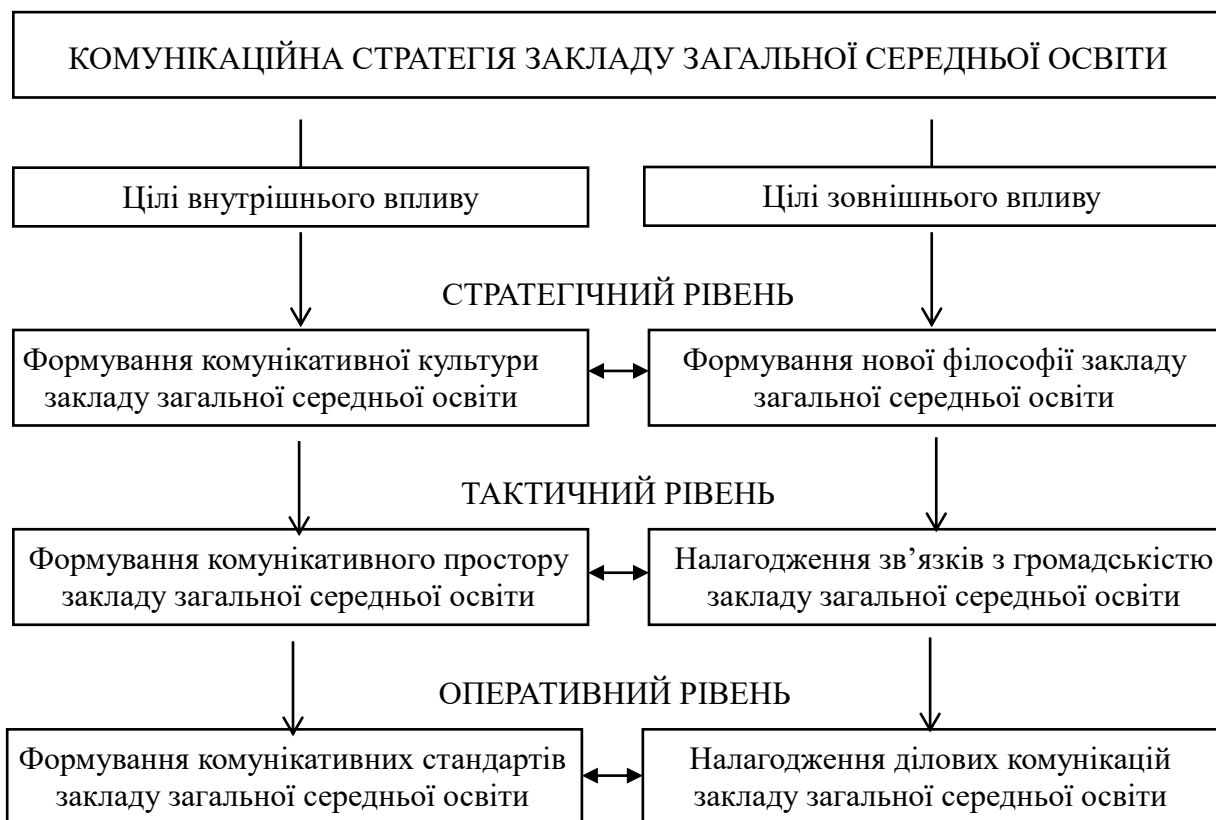 КОМУНІКАЦІЙНА СТРАТЕГІЯ ЗАКЛАДУ ЗАГАЛЬНОЇ СЕРЕДНЬОЇ ОСВІТИ
Цілі внутрішнього впливу
Цілі зовнішнього впливу
СТРАТЕГІЧНИЙ РІВЕНЬ
Формування комунікативної культури
закладу загальної середньої освіти
Формування нової філософії закладу
загальної середньої освіти
ТАКТИЧНИЙ РІВЕНЬ
Формування комунікативного простору
закладу загальної середньої освіти
Налагодження зв’язків з громадськістю
закладу загальної середньої освіти
ОПЕРАТИВНИЙ РІВЕНЬ
Формування комунікативних стандартів
закладу загальної середньої освіти
Налагодження ділових комунікацій
закладу загальної середньої освіти